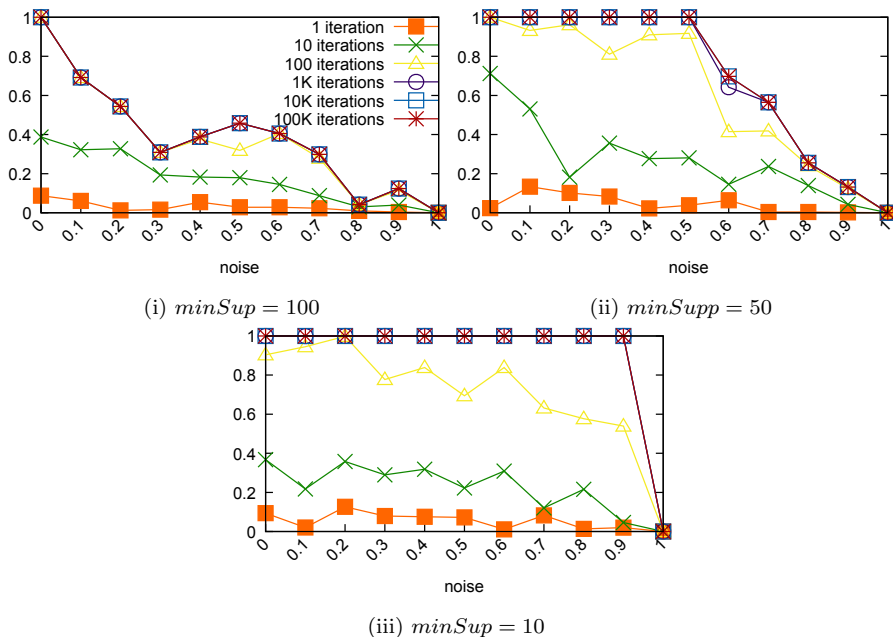 1
0.8
0.6
0.4
0.2
0
0 0.1 0.2 0.3 0.4 0.5 0.6 0.7 0.8 0.9 1
noise
1 iteration
10 iterations
100 iterations
1K iterations
10K iterations
100K iterations
(i) minSup = 100
1
0.8
0.6
0.4
0.2
0
0 0.1 0.2 0.3 0.4 0.5 0.6 0.7 0.8 0.9 1
noise
(ii) minSupp = 50
1
0.8
0.6
0.4
0.2
0
0 0.1 0.2 0.3 0.4 0.5 0.6 0.7 0.8 0.9 1
noise
(iii) minSup = 10